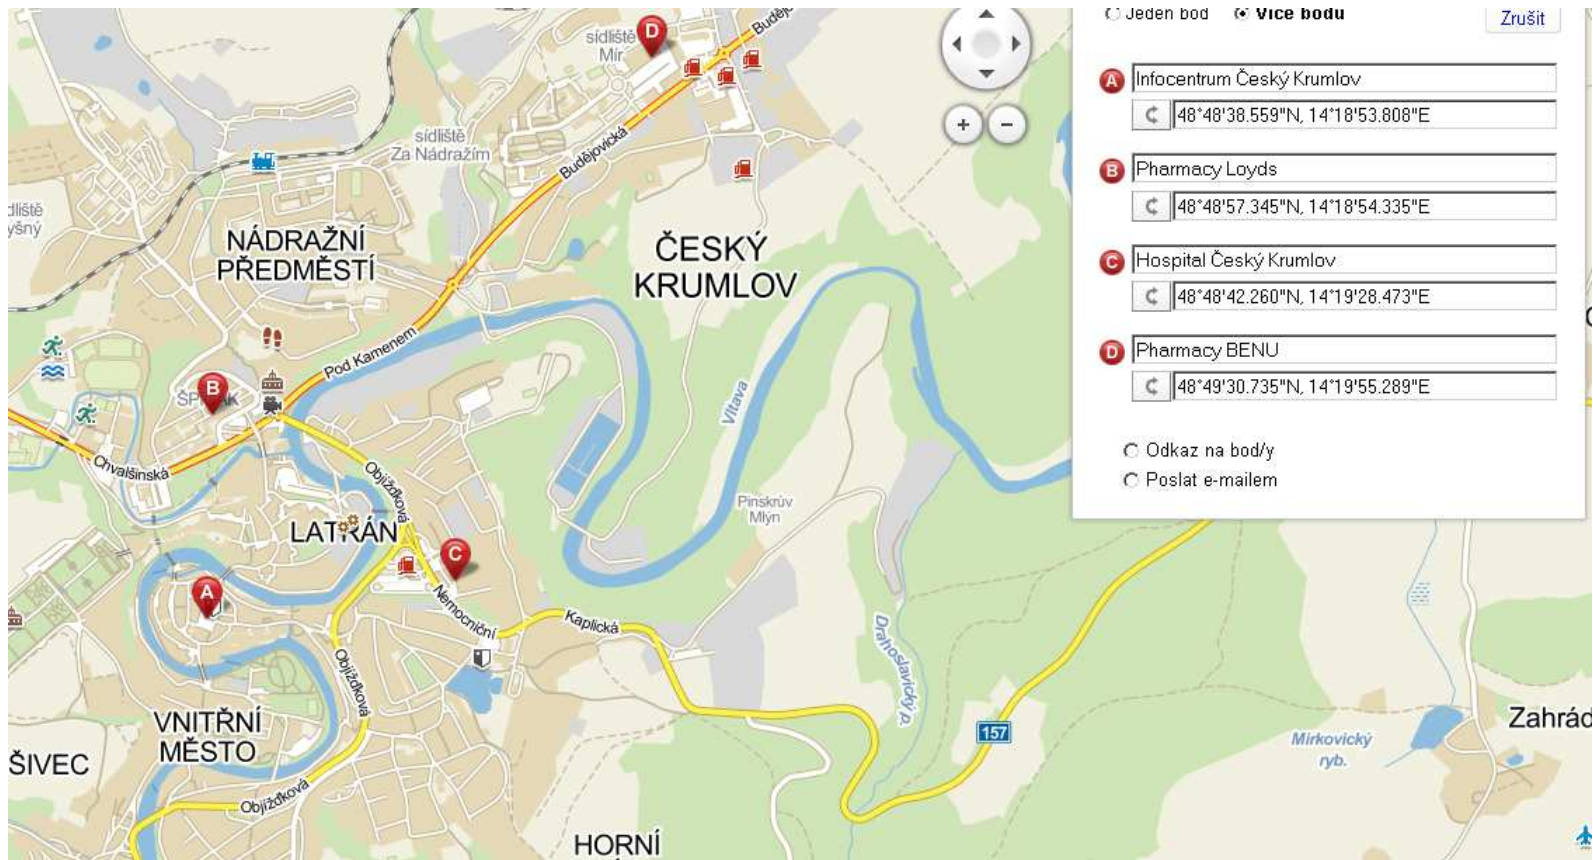 sídliště
Mír
D
Budějo
sídliště
Za Nádražím
Budějovická
dliště
yšný
NÁDRAŽNÍ
PŘEDMĚSTÍ
ČESKÝ
KRUMLOV
Pod Kamenem
B
Vltava
Chvalšinská
Objížďková
Pinskrův
Mlýn
LATRÁN
C
A
Nemocniční
Kaplická
Drahoslavický p.
Objížďková
VNITŘNÍ
MĚSTO
157
Mirkovický
ryb.
Zahrád
ŠIVEC
Objížďková
HORNÍ
Jeden bod Více bodů
Zrušit
A Infocentrum Český Krumlov
48°48'38.559"N, 14°18'53.808"E
B Pharmacy Loyds
48°48'57.345"N, 14°18'54.335"E
C Hospital Český Krumlov
48°48'42.260"N, 14°19'28.473"E
D Pharmacy BENU
48°49'30.735"N, 14°19'55.289"E
Odkaz na bod/y
Poslat e-mailem